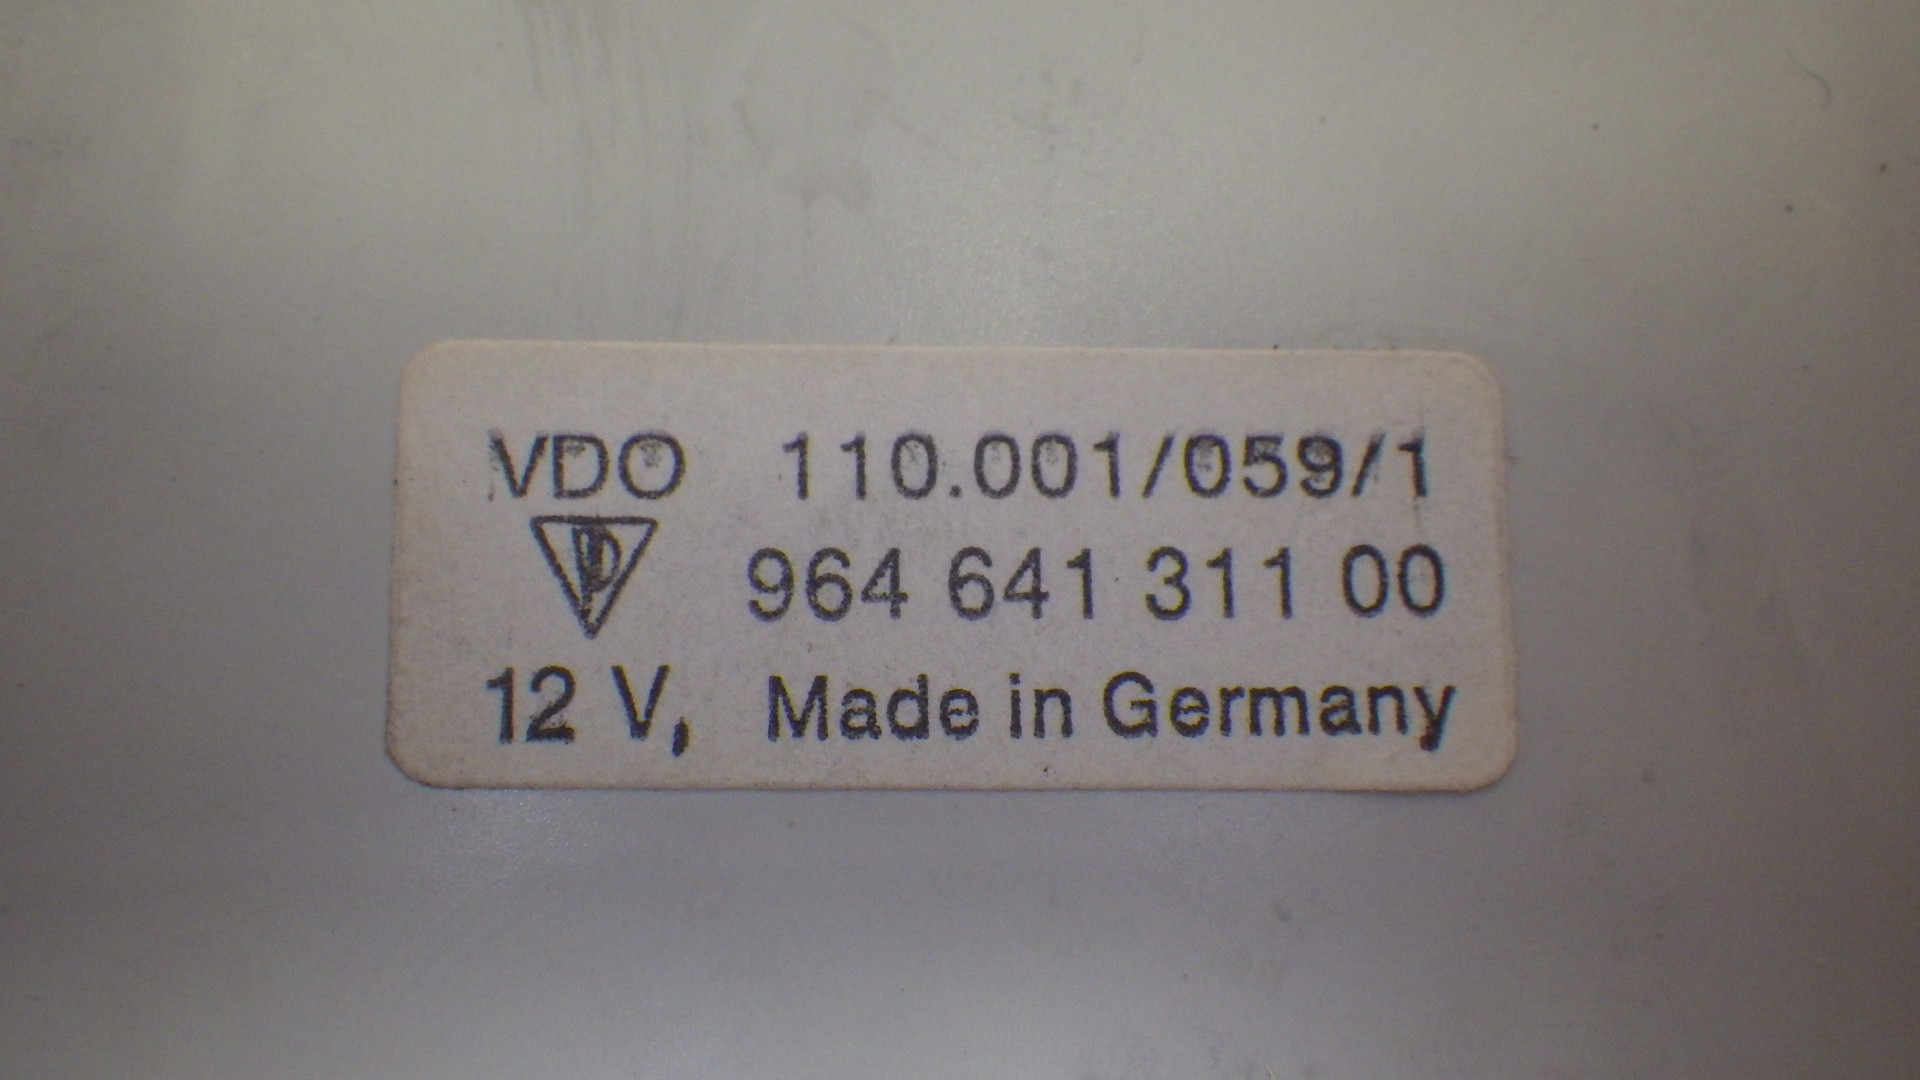 VDO 110.001/059/1
964 641 311 00
12 V, Made in Germany